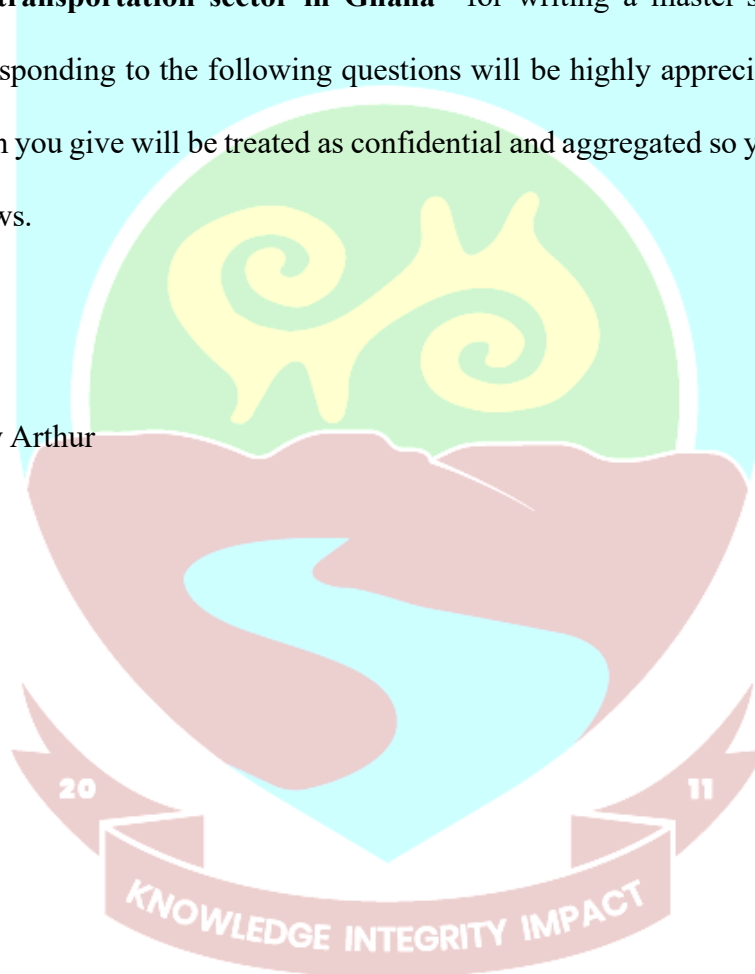 transportation sector in Ghana" for writing a master's
sponding to the following questions will be highly appreci
n you give will be treated as confidential and aggregated so y
ws.
y Arthur
20
11
KNOWLEDGE INTEGRITY IMPACT